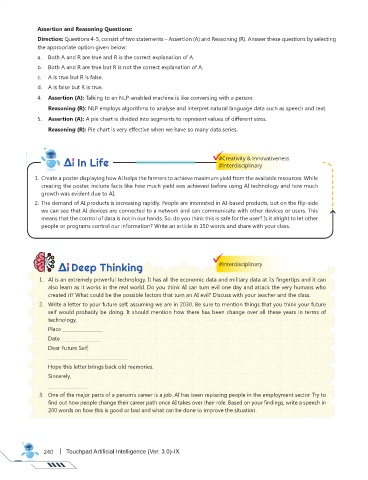 Assertion and Reasoning Questions:
Direction: Questions 4-5, consist of two statements – Assertion (A) and Reasoning (R). Answer these questions by selecting
the appropriate option given below:
a. Both A and R are true and R is the correct explanation of A.
b. Both A and R are true but R is not the correct explanation of A.
c. A is true but R is false.
d. A is false but R is true.
4. Assertion (A): Talking to an NLP-enabled machine is like conversing with a person.
Reasoning (R): NLP employs algorithms to analyse and interpret natural language data such as speech and text.
5. Assertion (A): A pie chart is divided into segments to represent values of different sizes.
Reasoning (R): Pie chart is very effective when we have so many data series.
Ai In Life
#Creativity & Innovativeness
#Interdisciplinary
1. Create a poster displaying how AI helps the farmers to achieve maximum yield from the available resources. While
creating the poster, include facts like how much yield was achieved before using AI technology and how much
growth was evident due to AI.
2. The demand of AI products is increasing rapidly. People are interested in AI-based products, but on the flip-side
we can see that AI devices are connected to a network and can communicate with other devices or users. This
means that the control of data is not in our hands. So, do you think this is safe for the user? Is it alright to let other
people or programs control our information? Write an article in 150 words and share with your class.
Ai Deep Thinking
#Interdisciplinary
1. AI is an extremely powerful technology. It has all the economic data and military data at its fingertips and it can
also learn as it works in the real world. Do you think AI can turn evil one day and attack the very humans who
created it? What could be the possible factors that turn an AI evil? Discuss with your teacher and the class.
2. Write a letter to your future self, assuming we are in 2030. Be sure to mention things that you think your future
self would probably be doing. It should mention how there has been change over all these years in terms of
technology.
Place
Date
Dear Future Self,
Hope this letter brings back old memories.
Sincerely,
3. One of the major parts of a person's career is a job. AI has been replacing people in the employment sector. Try to
find out how people change their career path once AI takes over their role. Based on your findings, write a speech in
200 words on how this is good or bad and what can be done to improve the situation.
240 | Touchpad Artificial Intelligence (Ver. 3.0)-IX